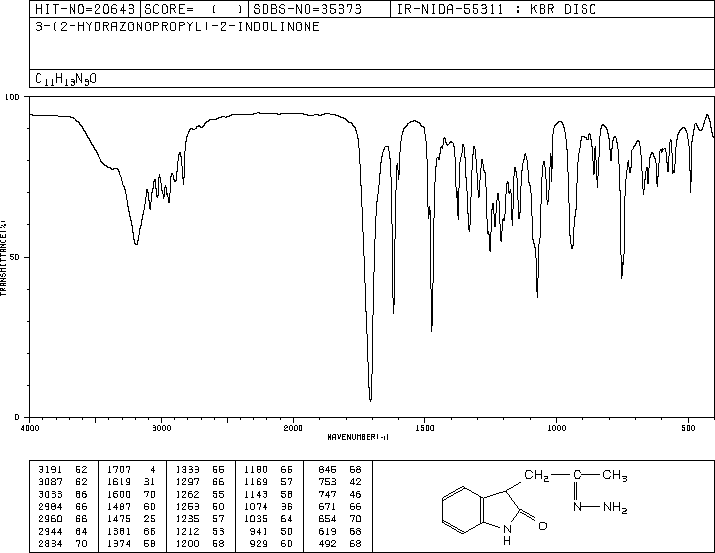 HIT-NO=20643 SCORE= ( ) SDBS-NO=35373 IR-NIDA-55311 : KBR DISC
3-(2-HYDRAZONOPROPYL)-2-INDOLINONE
C11H13N3O
100
50
0
TRANSMITTANCE(%)
4000 3000 2000 1500 1000 500
WAVENUMBER(-1)
3191 52 1707 4 1333 55 1180 55 845 58
3087 62 1619 31 1297 66 1169 57 753 42
3033 66 1600 70 1262 55 1143 58 747 46
2984 66 1487 60 1253 50 1074 36 671 66
2960 66 1475 25 1235 57 1035 64 654 70
2944 64 1381 65 1212 53 941 50 619 68
2834 70 1374 58 1200 58 929 60 492 68
CH2 C CH3
N NH2
O
N
H